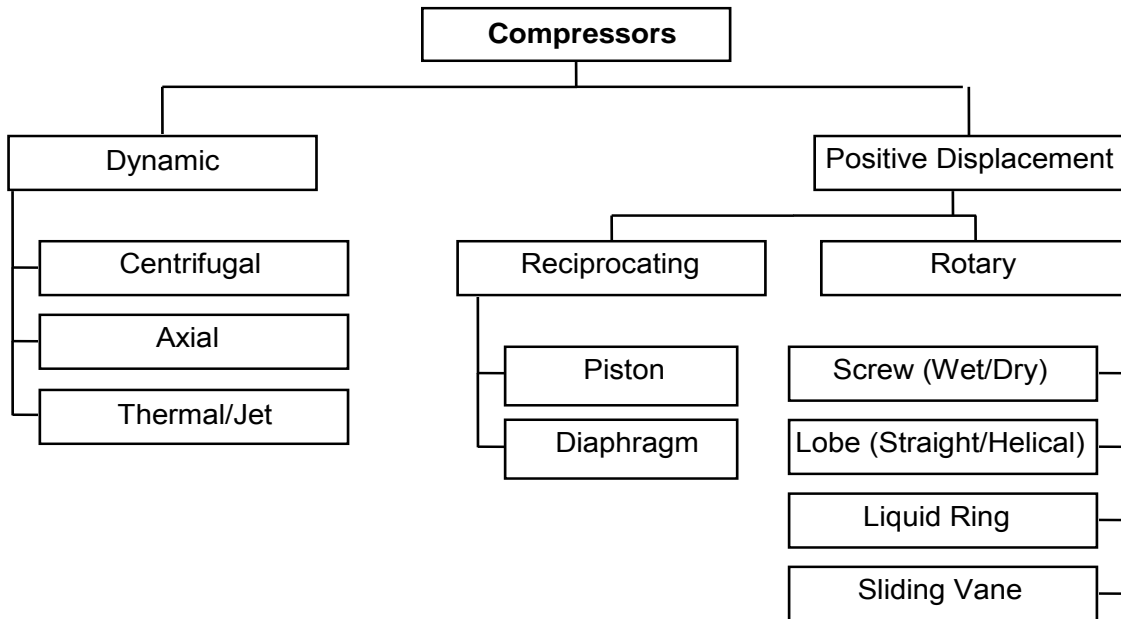 Compressors
Dynamic
Positive Displacement
Centrifugal
Axial
Thermal/Jet
Reciprocating
Rotary
Piston
Diaphragm
Screw (Wet/Dry)
Lobe (Straight/Helical)
Liquid Ring
Sliding Vane